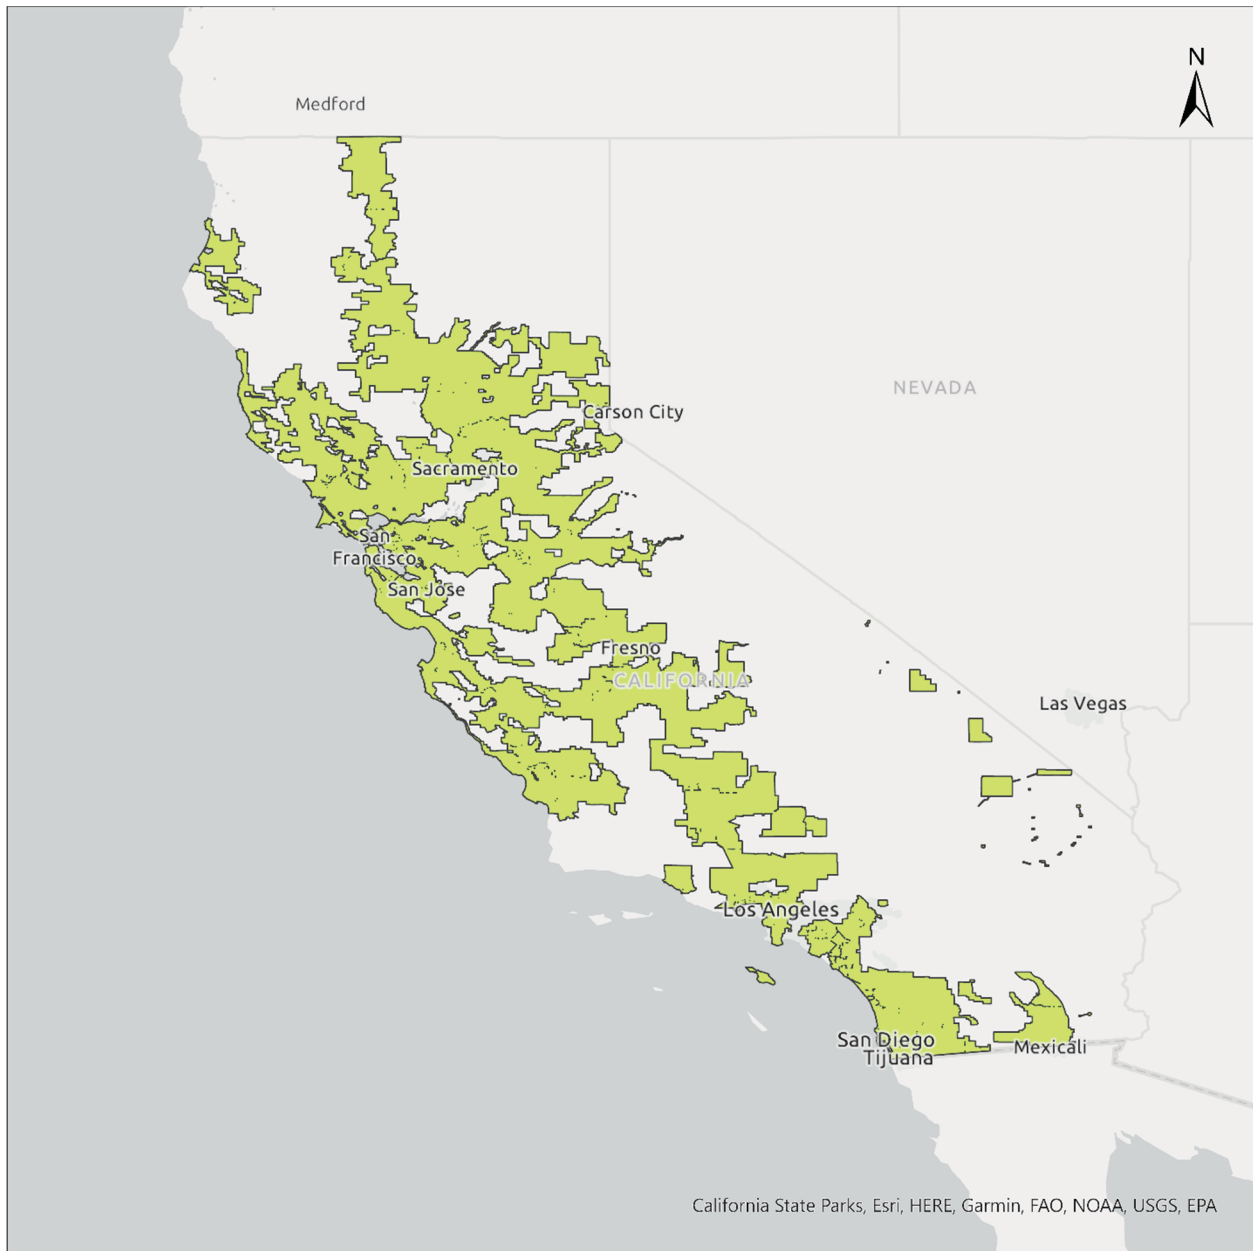 N
Medford
NEVADA
Carson City
Sacramento
San
Francisco
San Jose
Fresno
CALIFORNIA
Las Vegas
Los Angeles
San Diego
Tijuana
Mexicali
California State Parks, Esri, HERE, Garmin, FAO, NOAA, USGS, EPA